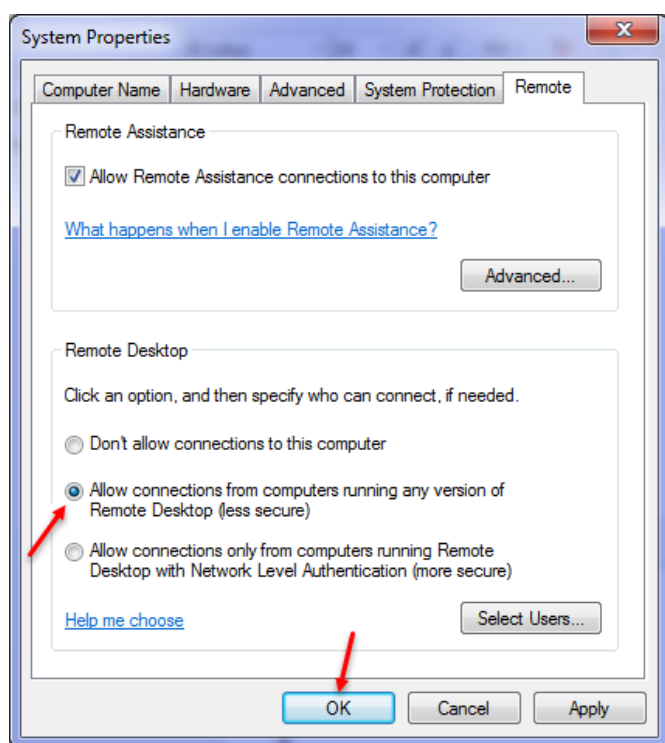 System Properties
Computer Name Hardware Advanced System Protection Remote
Remote Assistance
Allow Remote Assistance connections to this computer
What happens when I enable Remote Assistance?
Advanced...
Remote Desktop
Click an option, and then specify who can connect, if needed.
Don't allow connections to this computer
Allow connections from computers running any version of
Remote Desktop (less secure)
Allow connections only from computers running Remote
Desktop with Network Level Authentication (more secure)
Help me choose Select Users...
OK Cancel Apply